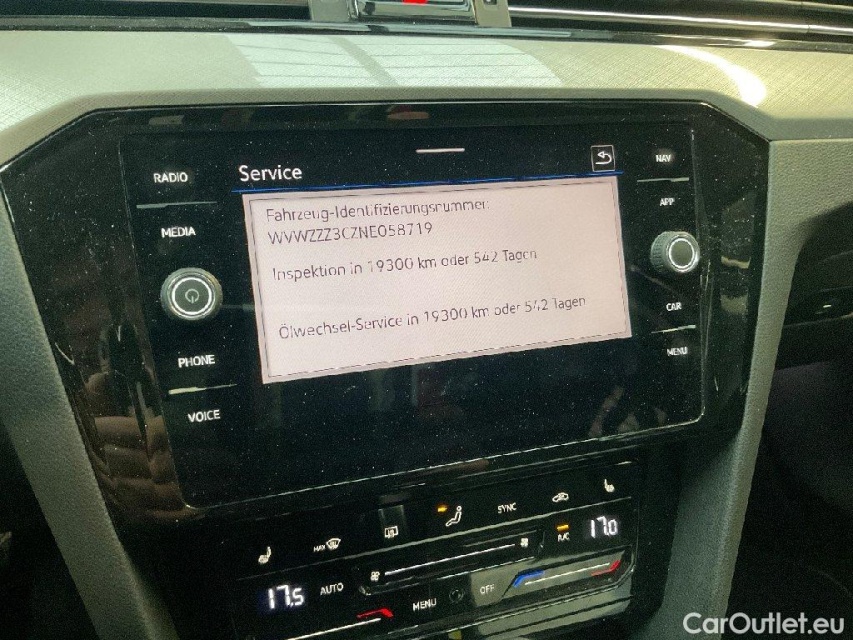 Service
RADIO
MEDIA
PHONE
VOICE
NAV
APP
CAR
MENU
Fahrzeug-Identifizierungsnummer:
WVWZZZ3CZNE058719
Inspektion in 19300 km oder 542 Tagen
Ölwechsel-Service in 19300 km oder 542 Tagen
MAX
SYNC
A/C
17.0
17.5
AUTO
MENU
OFF
CarOutlet.eu